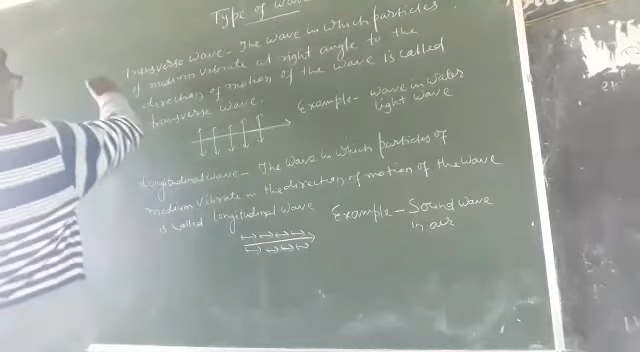 Type of wave
Transverse wave - The wave in which particles
of medium vibrate at right angle to the
direction of motion of the wave is called
transverse wave.
Example - wave in water
light wave
Longitudinal wave - The wave in which particles of
medium vibrate in the direction of motion of the wave
is called longitudinal wave
Example - Sound wave
in air